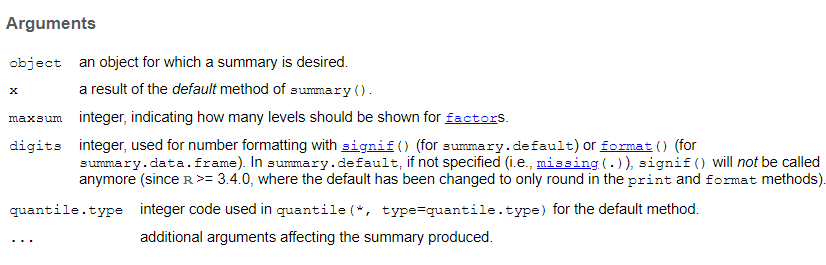 Arguments
object an object for which a summary is desired.
x a result of the default method of summary().
maxsum integer, indicating how many levels should be shown for factors.
digits integer, used for number formatting with signif() (for summary.default) or format() (for
summary.data.frame). In summary.default, if not specified (i.e., missing(.)), signif() will not be called
anymore (since R >= 3.4.0, where the default has been changed to only round in the print and format methods).
quantile.type integer code used in quantile(*, type=quantile.type) for the default method.
... additional arguments affecting the summary produced.